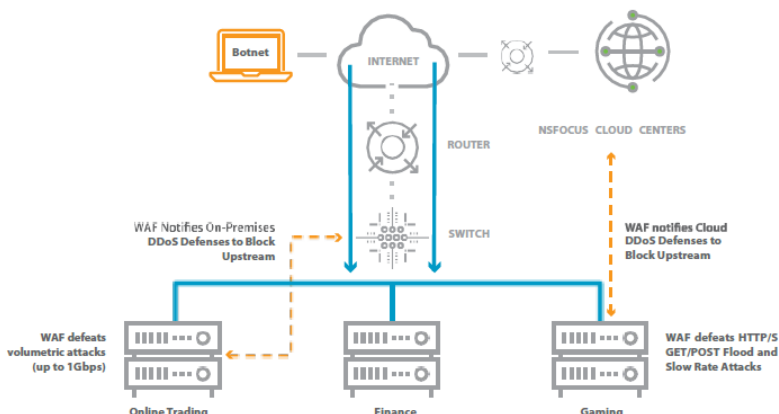 Botnet
INTERNET
ROUTER
NSFOCUS CLOUD CENTERS
WAF Notifies On-Premises
DDoS Defenses to Block
Upstream
SWITCH
WAF notifies Cloud
DDoS Defenses to
Block Upstream
WAF defeats
volumetric attacks
(up to 1Gbps)
WAF defeats HTTP/S
GET/POST Flood and
Slow Rate Attacks
Online Trading
Finance
Gaming